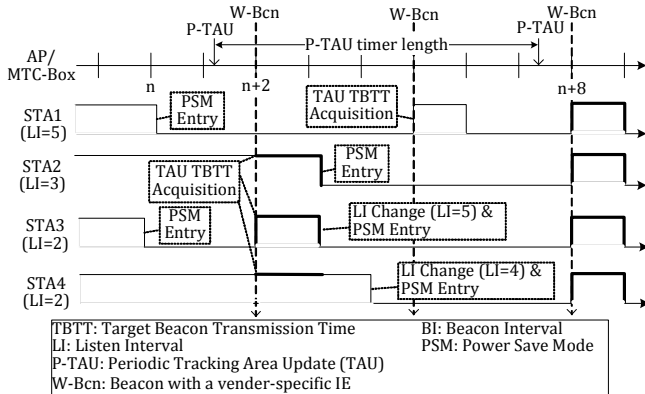 W-Bcn W-Bcn W-Bcn
P-TAU P-TAU
P-TAU timer length
AP/
MTC-Box
n n+2 n+8
STA1
(LI=5)
PSM
Entry
TAU TBTT
Acquisition
STA2
(LI=3)
TAU TBTT
Acquisition
PSM
Entry
STA3
(LI=2)
PSM
Entry
LI Change (LI=5) &
PSM Entry
STA4
(LI=2)
LI Change (LI=4) &
PSM Entry
TBTT: Target Beacon Transmission Time BI: Beacon Interval
LI: Listen Interval PSM: Power Save Mode
P-TAU: Periodic Tracking Area Update (TAU)
W-Bcn: Beacon with a vender-specific IE